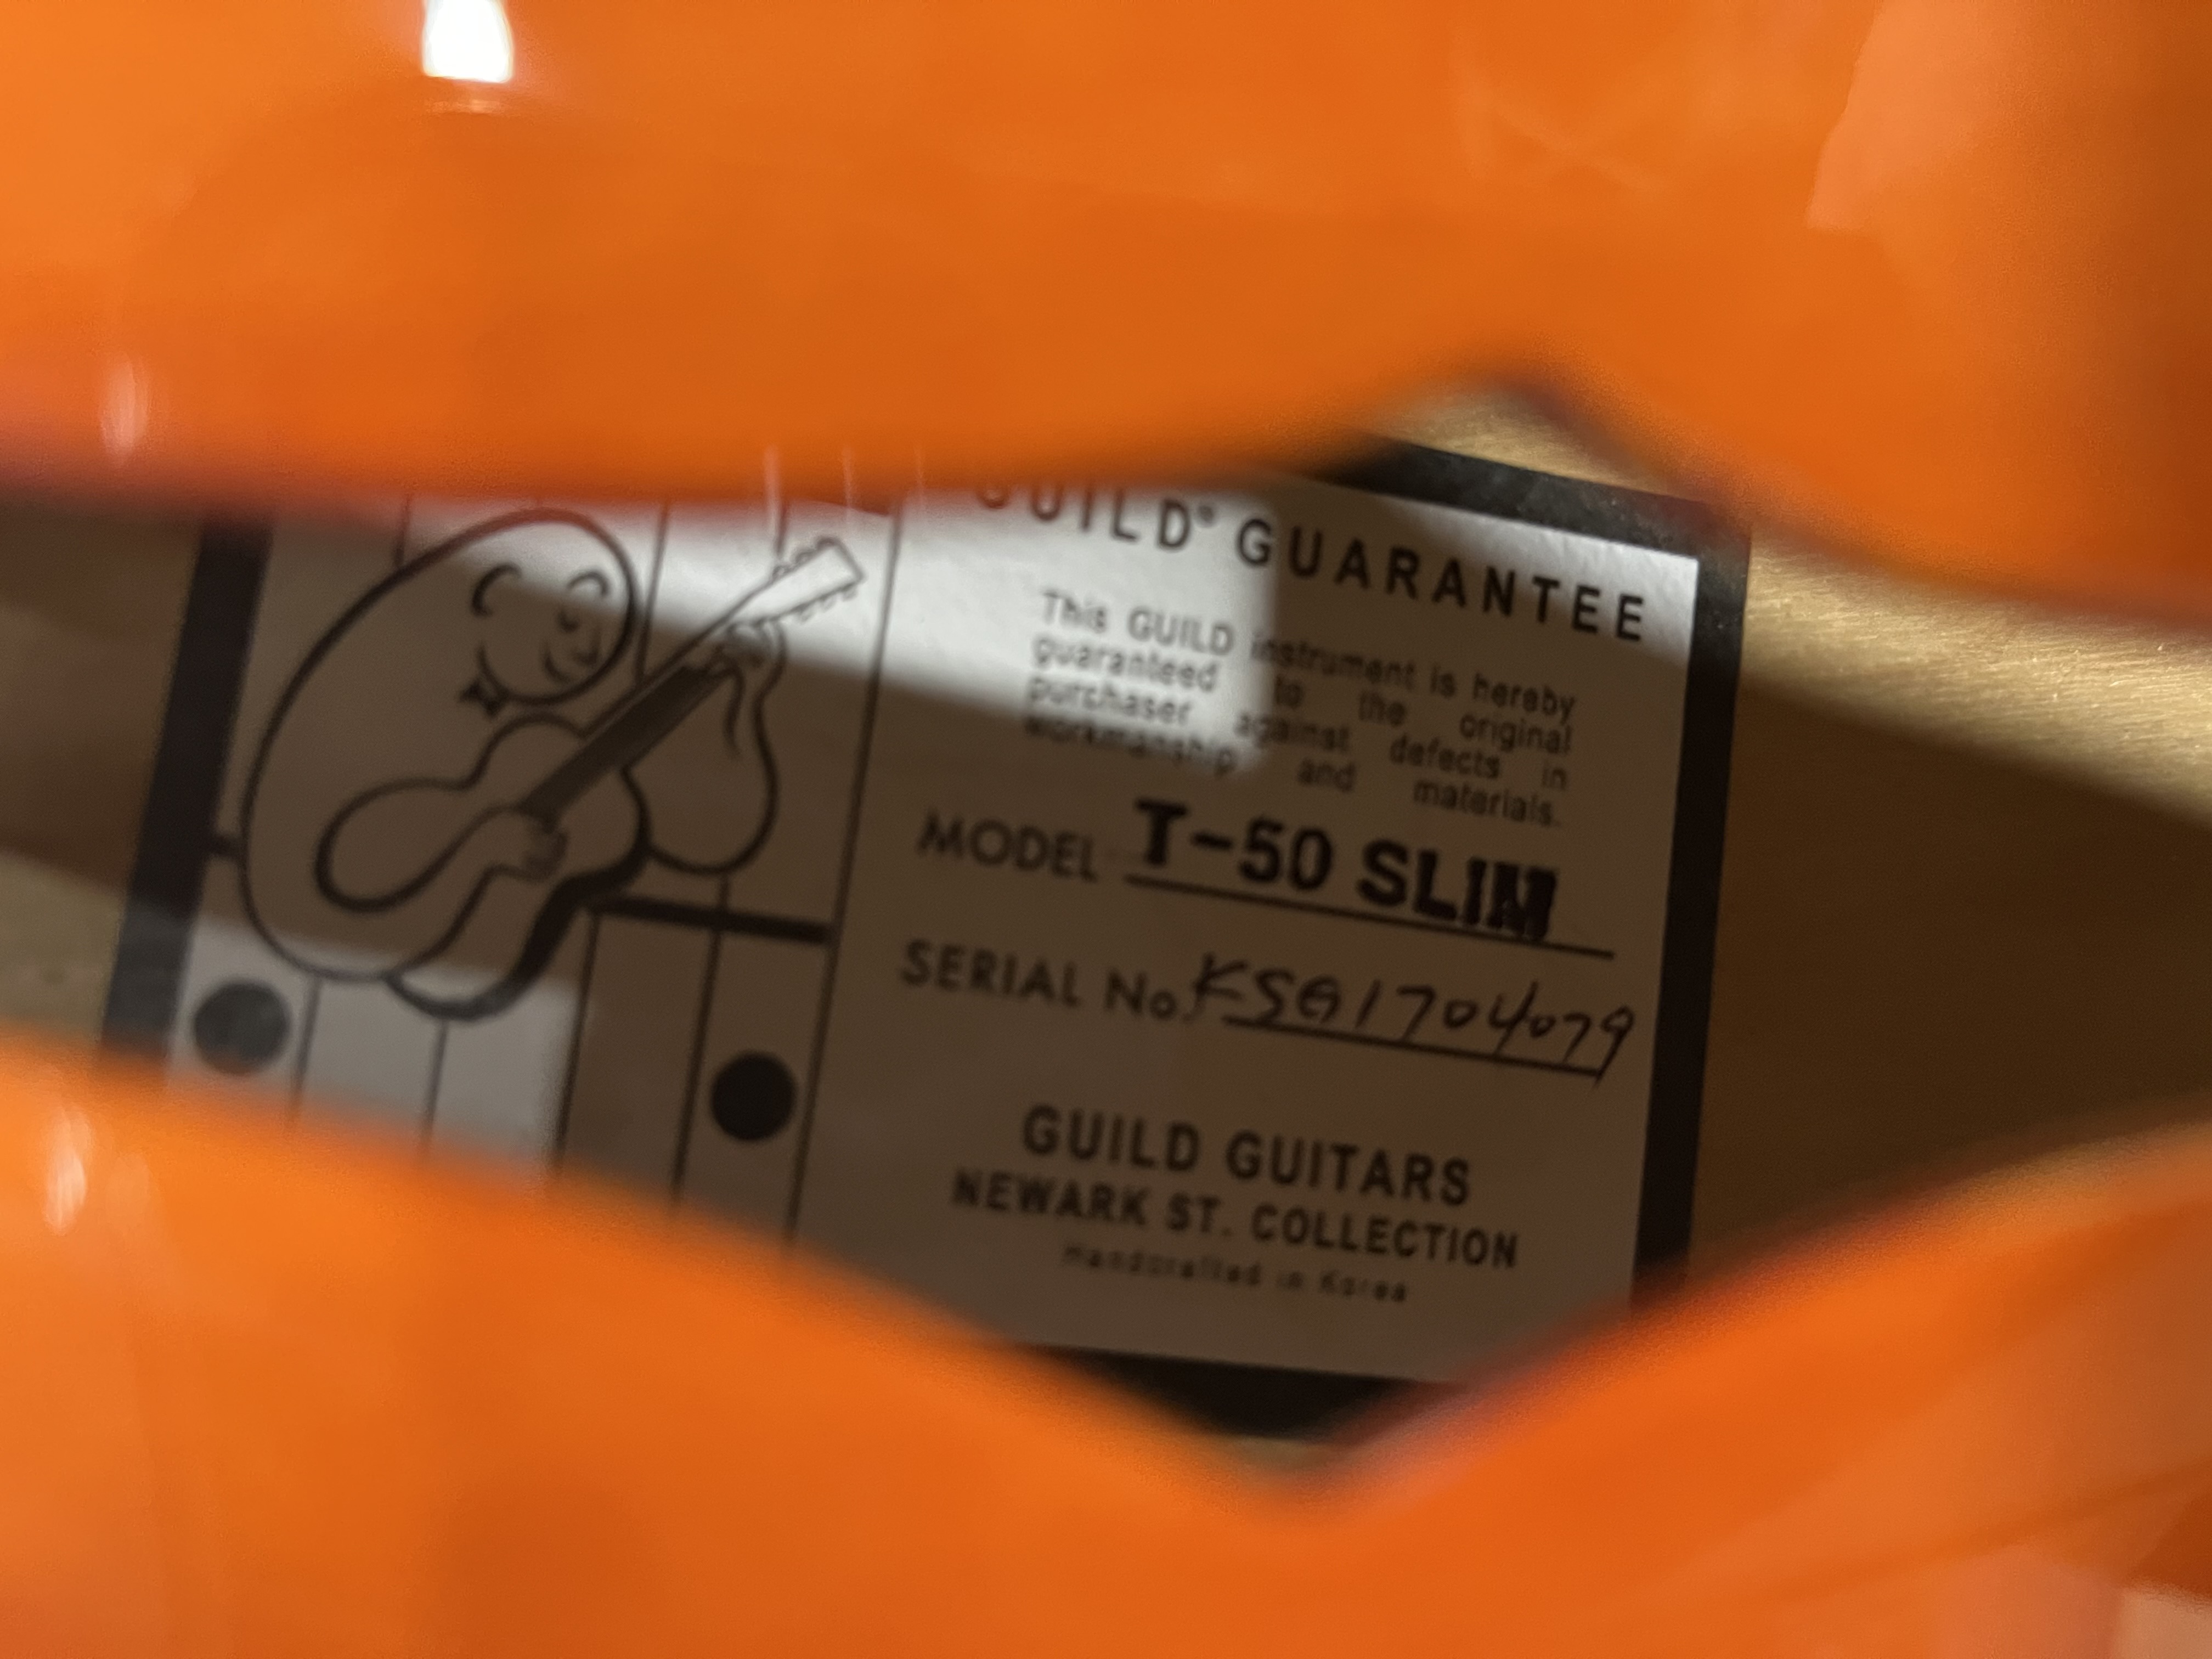 GUILD® GUARANTEE
This GUILD instrument is hereby
guaranteed to the original
purchaser against defects in
workmanship and materials.
MODEL T-50 SLIM
SERIAL No. KSG1704079
GUILD GUITARS
NEWARK ST. COLLECTION
Handcrafted in Korea